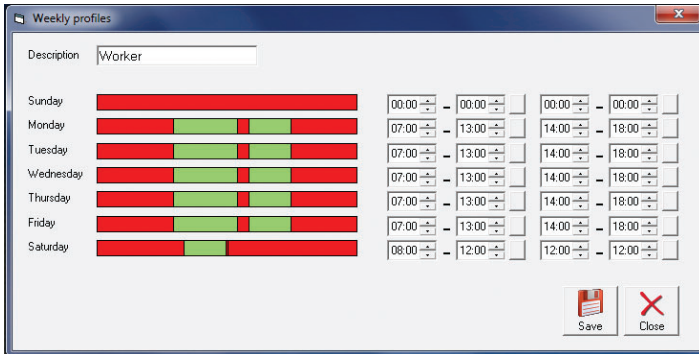 Weekly profiles
Description Worker
Sunday 00:00 - 00:00 00:00 - 00:00
Monday 07:00 - 13:00 14:00 - 18:00
Tuesday 07:00 - 13:00 14:00 - 18:00
Wednesday 07:00 - 13:00 14:00 - 18:00
Thursday 07:00 - 13:00 14:00 - 18:00
Friday 07:00 - 13:00 14:00 - 18:00
Saturday 08:00 - 12:00 12:00 - 12:00
Save Close